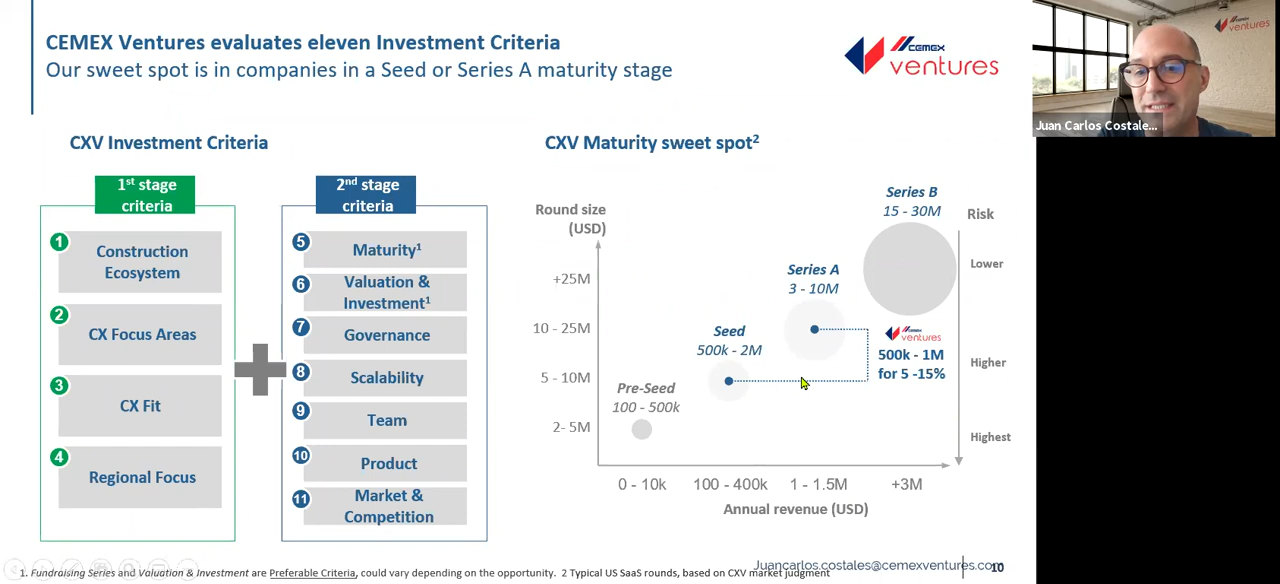 CEMEX Ventures evaluates eleven Investment Criteria
Our sweet spot is in companies in a Seed or Series A maturity stage
CEMEX
ventures
CEMEX
ventures
Juan Carlos Costale...
CXV Investment Criteria
1st stage
criteria
1
Construction
Ecosystem
2
CX Focus Areas
3
CX Fit
4
Regional Focus
2nd stage
criteria
5
Maturity1
6
Valuation &
Investment1
7
Governance
8
Scalability
9
Team
10
Product
11
Market &
Competition
CXV Maturity sweet spot2
Round size
(USD)
+25M
10 - 25M
5 - 10M
2- 5M
Pre-Seed
100 - 500k
Seed
500k - 2M
Series A
3 - 10M
Series B
15 - 30M
CEMEX
ventures
500k - 1M
for 5 -15%
Risk
Lower
Higher
Highest
0 - 10k
100 - 400k
1 - 1.5M
+3M
Annual revenue (USD)
Juancarlos.costales@cemexventures.com
10
1. Fundraising Series and Valuation & Investment are Preferable Criteria, could vary depending on the opportunity. 2 Typical US SaaS rounds, based on CXV market judgment